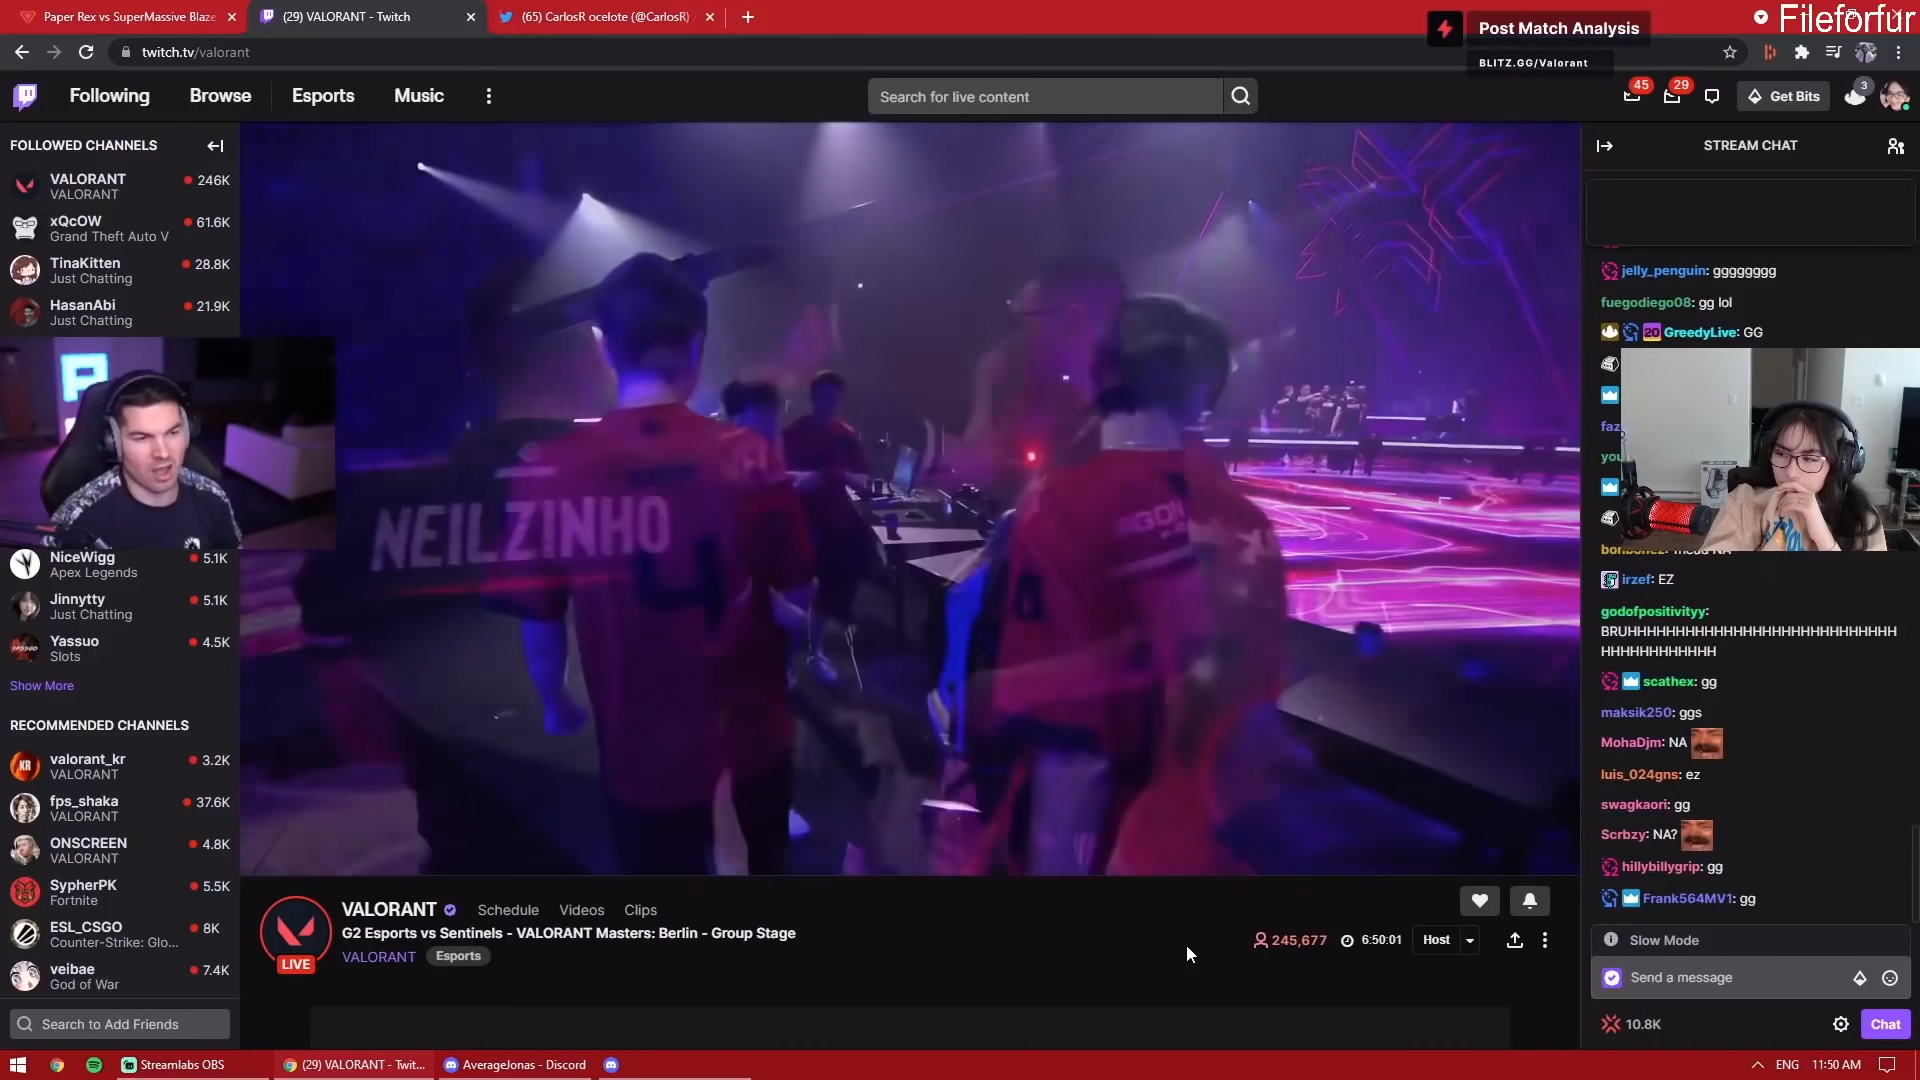 Paper Rex vs SuperMassive Blaze
(29) VALORANT - Twitch
(65) CarlosR ocelote (@CarlosR)
Fileforfur
Post Match Analysis
BLITZ.GG/Valorant
twitch.tv/valorant
Following
Browse
Esports
Music
Search for live content
45
29
Get Bits
3
FOLLOWED CHANNELS
VALORANT
246K
VALORANT
xQcOW
61.6K
Grand Theft Auto V
TinaKitten
28.8K
Just Chatting
HasanAbi
21.9K
Just Chatting
NiceWigg
5.1K
Apex Legends
Jinnytty
5.1K
Just Chatting
Yassuo
4.5K
Slots
Show More
RECOMMENDED CHANNELS
valorant_kr
3.2K
VALORANT
fps_shaka
37.6K
VALORANT
ONSCREEN
4.8K
VALORANT
SypherPK
5.5K
Fortnite
ESL_CSGO
8K
Counter-Strike: Glo...
veibae
7.4K
God of War
Search to Add Friends
NEILZINHO
4
LIVE
VALORANT
Schedule
Videos
Clips
G2 Esports vs Sentinels - VALORANT Masters: Berlin - Group Stage
VALORANT
Esports
245,677
6:50:01
Host
STREAM CHAT
jelly_penguin: gggggggg
fuegodiego08: gg lol
20 GreedyLive: GG
faz
you
irzef: EZ
godofpositivityy:
BRUHHHHHHHHHHHHHHHHHHHHHHHHHHHH
HHHHHHHHHHHH
scathex: gg
maksik250: ggs
MohaDjm: NA
luis_024gns: ez
swagkaori: gg
Scrbzy: NA?
hillybillygrip: gg
Frank564MV1: gg
Slow Mode
Send a message
10.8K
Chat
Streamlabs OBS
(29) VALORANT - Twit...
AverageJonas - Discord
ENG
11:50 AM